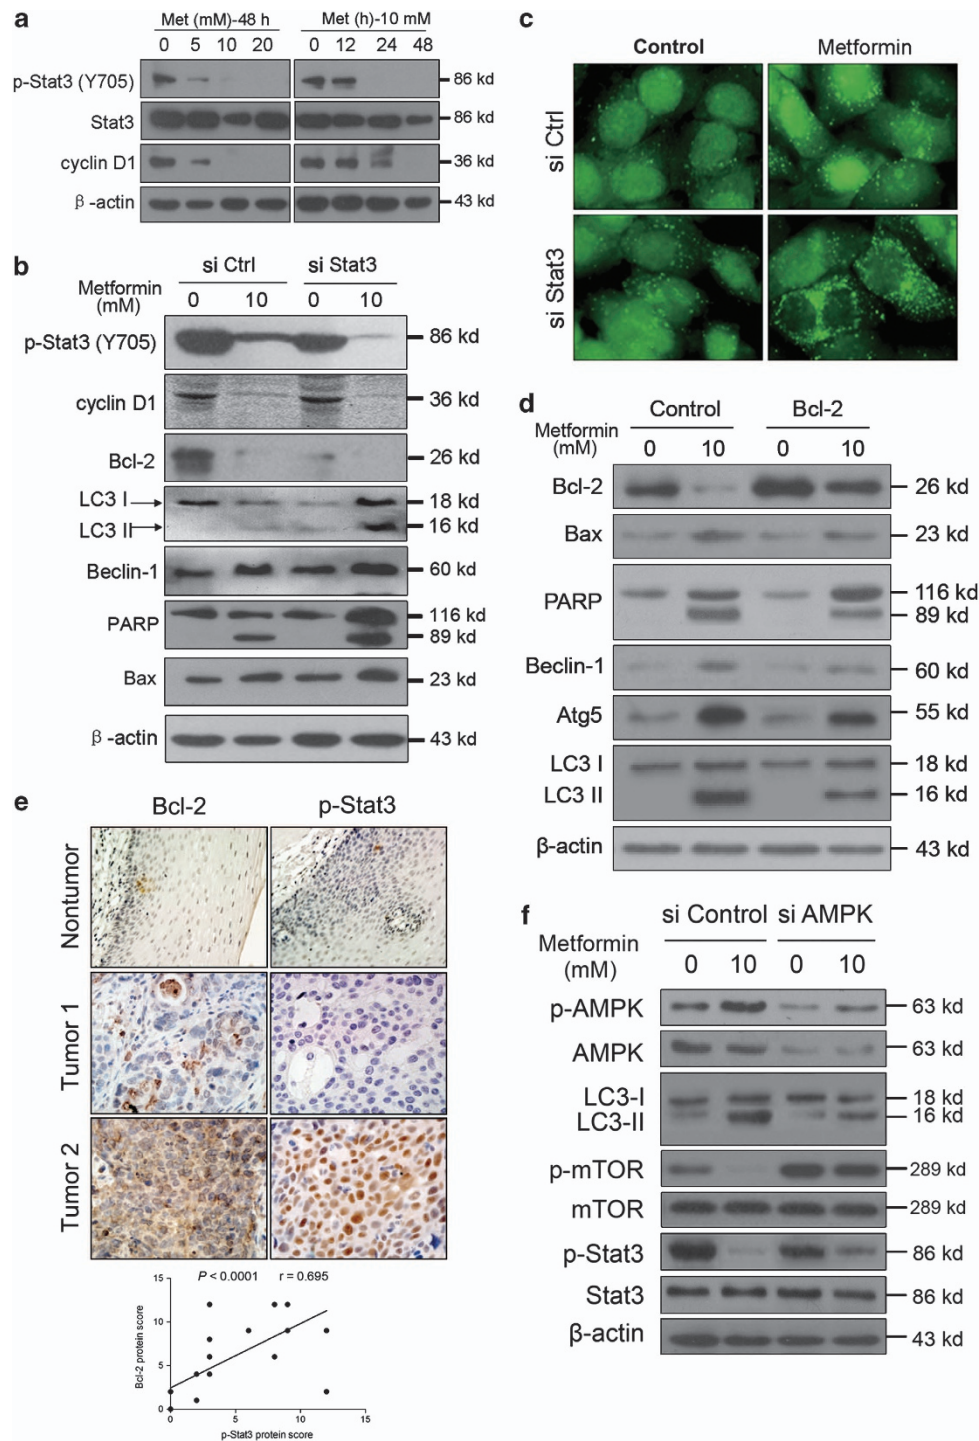 a
Met (mM)-48 h
Met (h)-10 mM
0 5 10 20 0 12 24 48
p-Stat3 (Y705) 86 kd
Stat3 86 kd
cyclin D1 36 kd
β-actin 43 kd
b
si Ctrl si Stat3
Metformin (mM) 0 10 0 10
p-Stat3 (Y705) 86 kd
cyclin D1 36 kd
Bcl-2 26 kd
LC3 I 18 kd
LC3 II 16 kd
Beclin-1 60 kd
PARP 116 kd
89 kd
Bax 23 kd
β-actin 43 kd
c
Control Metformin
si Ctrl
si Stat3
d
Control Bcl-2
Metformin (mM) 0 10 0 10
Bcl-2 26 kd
Bax 23 kd
PARP 116 kd
89 kd
Beclin-1 60 kd
Atg5 55 kd
LC3 I 18 kd
LC3 II 16 kd
β-actin 43 kd
e
Bcl-2 p-Stat3
Nontumor
Tumor 1
Tumor 2
P < 0.0001 r = 0.695
Bcl-2 protein score
15
10
5
0
0 5 10 15
p-Stat3 protein score
f
si Control si AMPK
Metformin (mM) 0 10 0 10
p-AMPK 63 kd
AMPK 63 kd
LC3-I 18 kd
LC3-II 16 kd
p-mTOR 289 kd
mTOR 289 kd
p-Stat3 86 kd
Stat3 86 kd
β-actin 43 kd